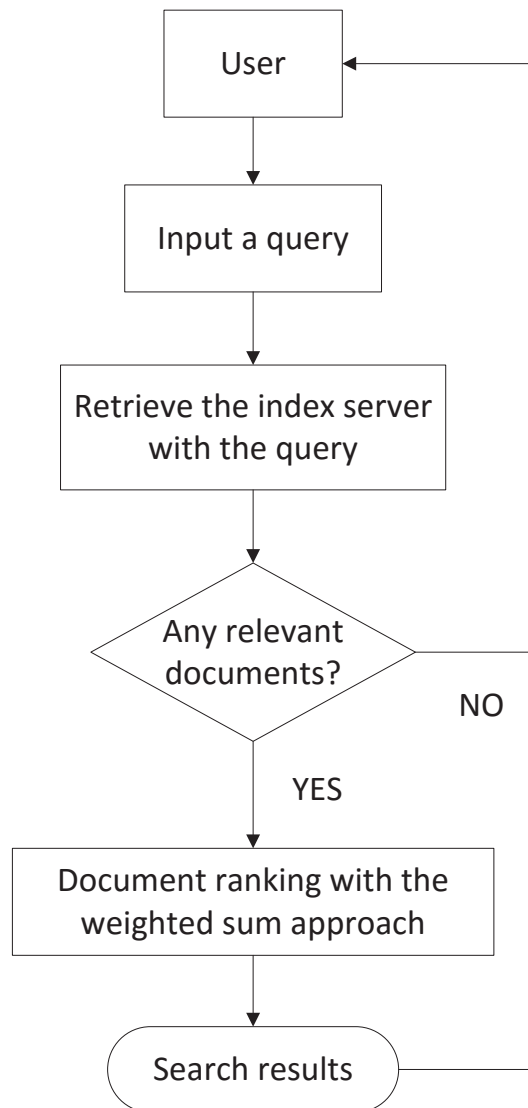 User
Input a query
Retrieve the index server
with the query
Any relevant
documents?
NO
YES
Document ranking with the
weighted sum approach
Search results